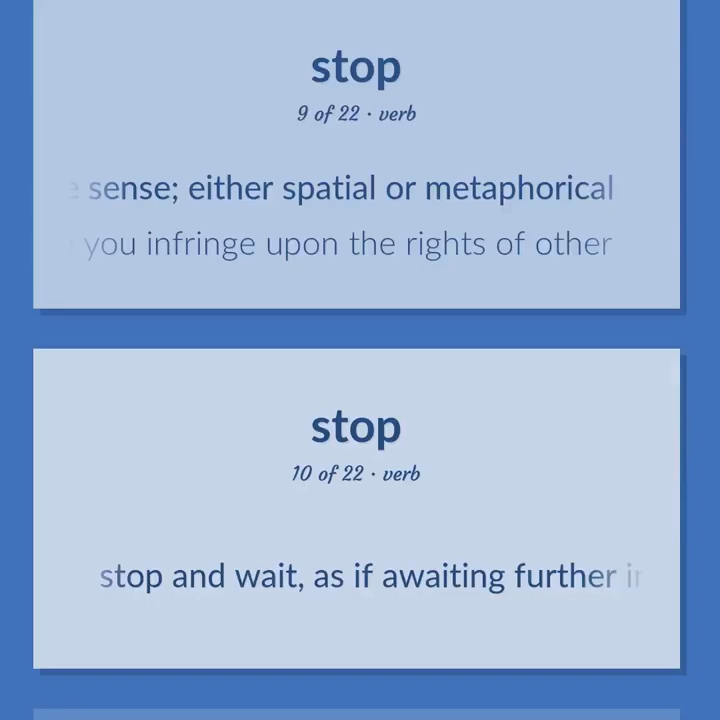 stop
9 of 22 · verb
sense; either spatial or metaphorical
you infringe upon the rights of other
stop
10 of 22 · verb
stop and wait, as if awaiting further